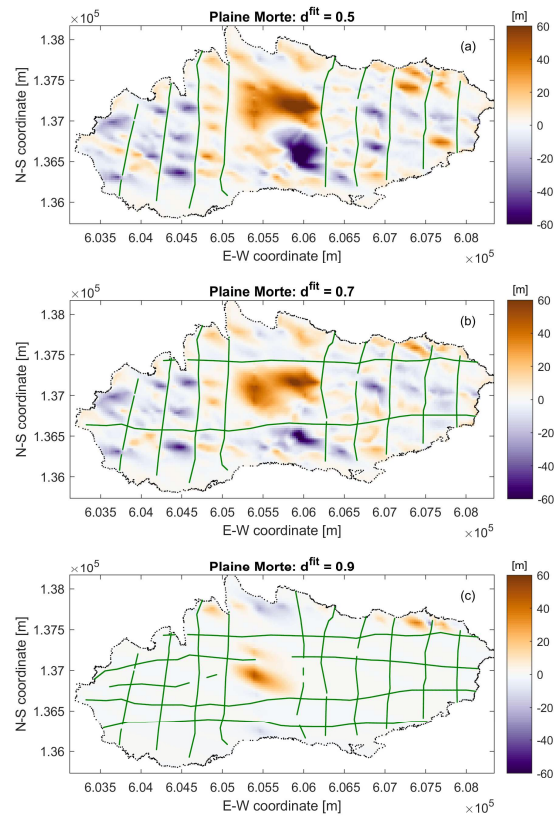 Plaine Morte: d^fit = 0.5
[m]
×10^5
1.38
1.375
1.37
1.365
1.36
N-S coordinate [m]
(a)
60
40
20
0
-20
-40
-60
6.035 6.04 6.045 6.05 6.055 6.06 6.065 6.07 6.075 6.08
E-W coordinate [m]
×10^5
Plaine Morte: d^fit = 0.7
[m]
×10^5
1.38
1.375
1.37
1.365
1.36
N-S coordinate [m]
(b)
60
40
20
0
-20
-40
-60
6.035 6.04 6.045 6.05 6.055 6.06 6.065 6.07 6.075 6.08
E-W coordinate [m]
×10^5
Plaine Morte: d^fit = 0.9
[m]
×10^5
1.38
1.375
1.37
1.365
1.36
N-S coordinate [m]
(c)
60
40
20
0
-20
-40
-60
6.035 6.04 6.045 6.05 6.055 6.06 6.065 6.07 6.075 6.08
E-W coordinate [m]
×10^5